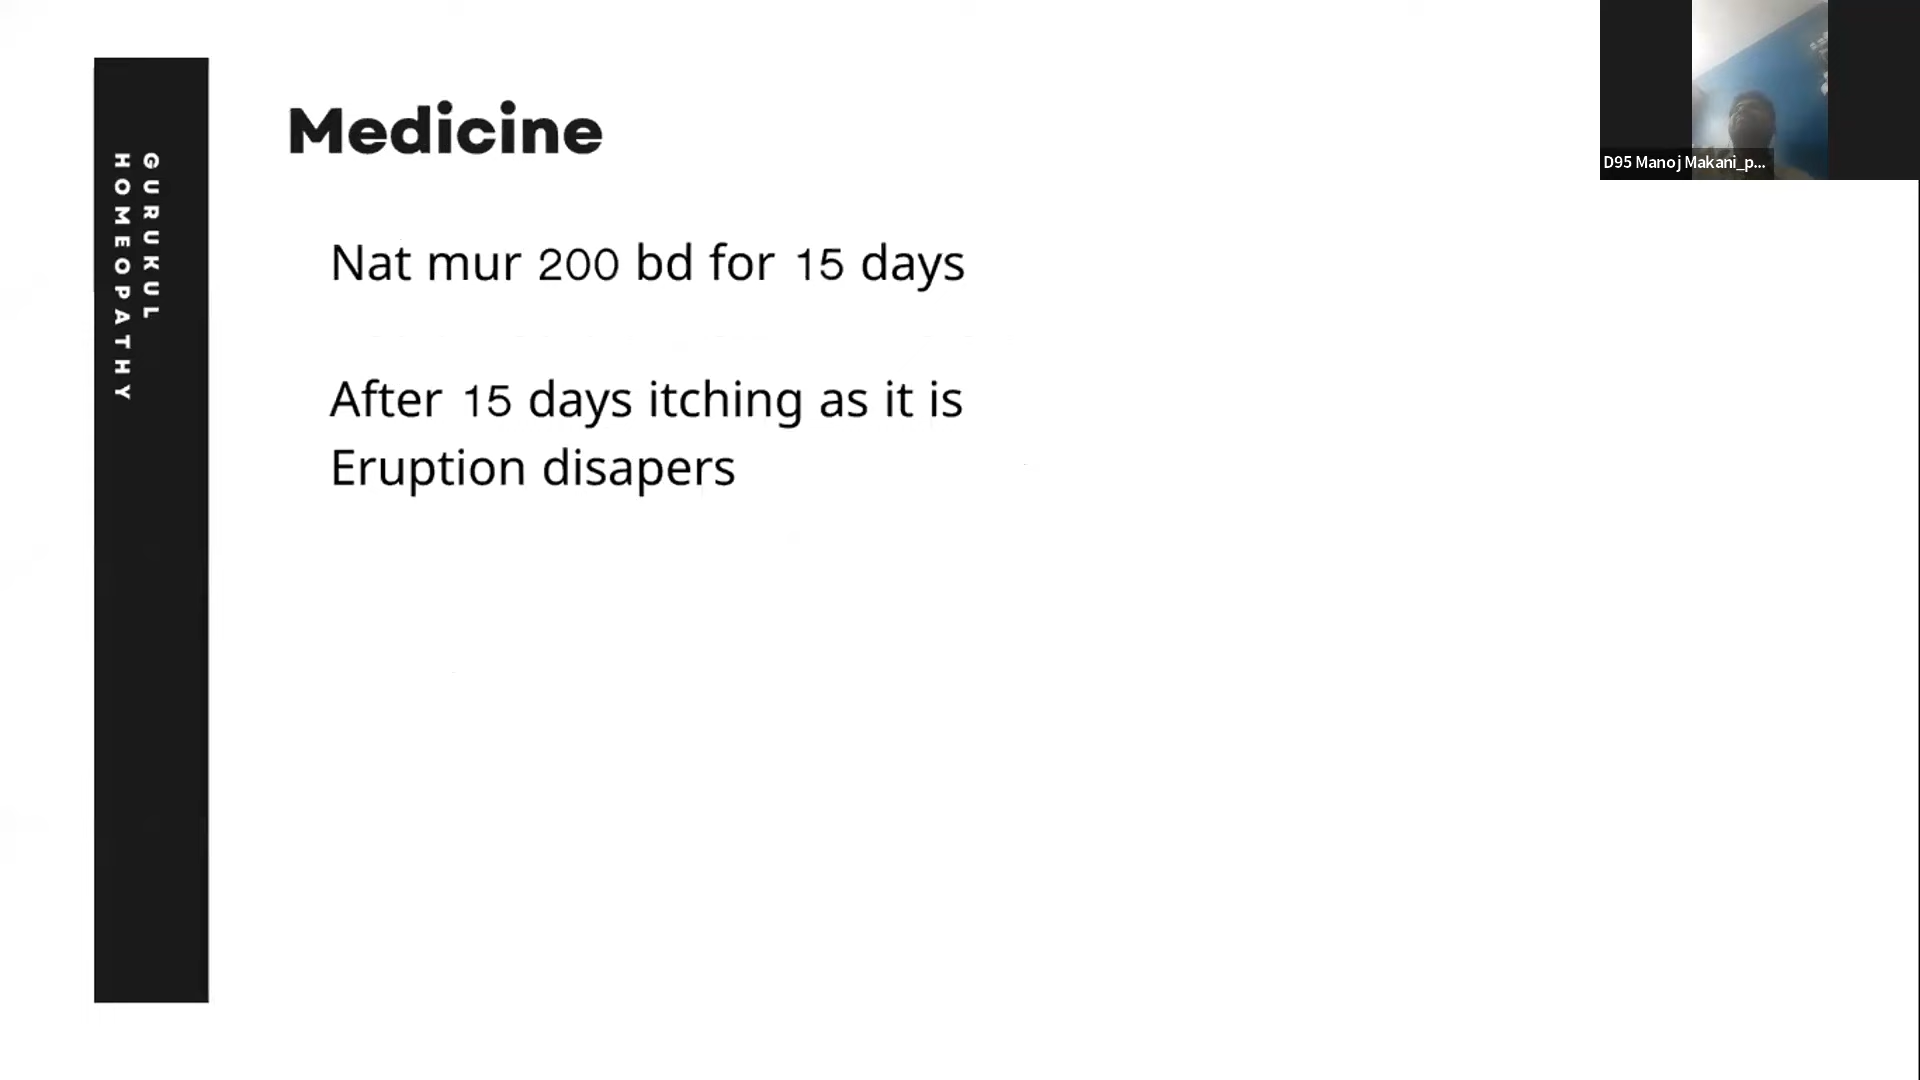 GURUKUL
HOMEOPATHY
Medicine
Nat mur 200 bd for 15 days
After 15 days itching as it is
Eruption disapers
D95 Manoj Makani_p...